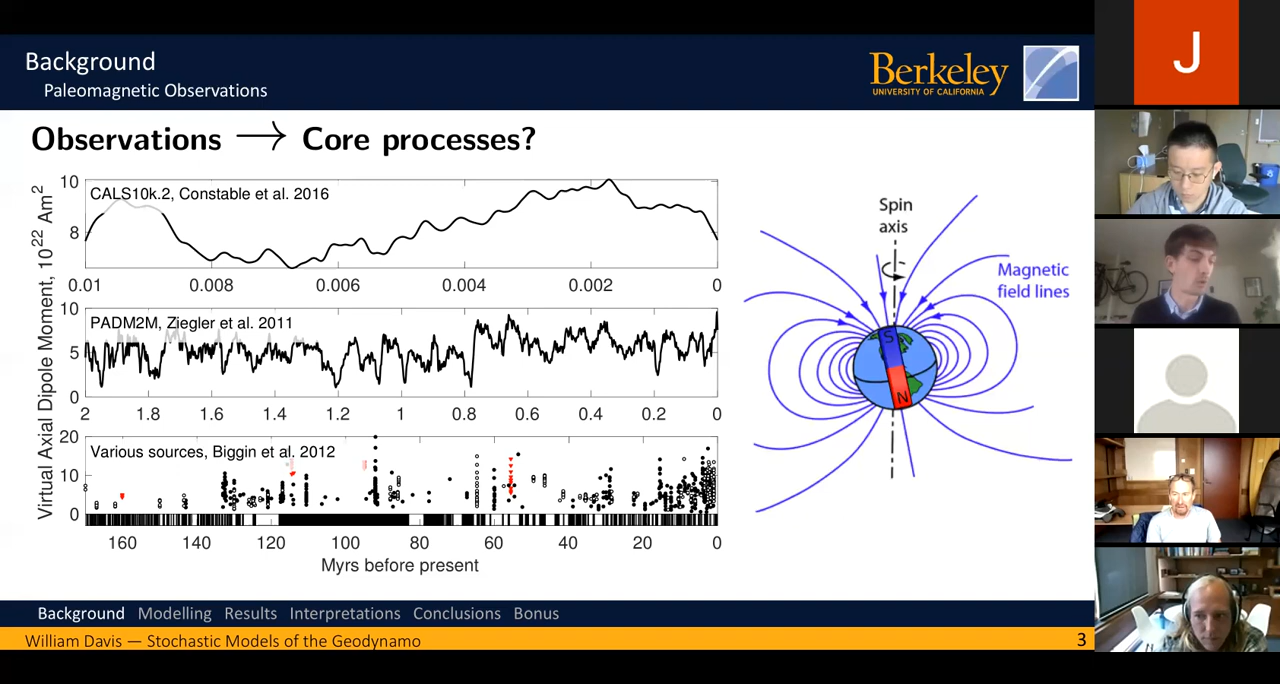 Background
Paleomagnetic Observations
Berkeley
UNIVERSITY OF CALIFORNIA
Observations → Core processes?
Virtual Axial Dipole Moment, 10²² Am²
CALS10k.2, Constable et al. 2016
10
8
0.01 0.008 0.006 0.004 0.002 0
PADM2M, Ziegler et al. 2011
10
5
0
2 1.8 1.6 1.4 1.2 1 0.8 0.6 0.4 0.2 0
Various sources, Biggin et al. 2012
20
10
0
160 140 120 100 80 60 40 20 0
Myrs before present
Spin
axis
Magnetic
field lines
S
N
Background Modelling Results Interpretations Conclusions Bonus
William Davis — Stochastic Models of the Geodynamo
3
J